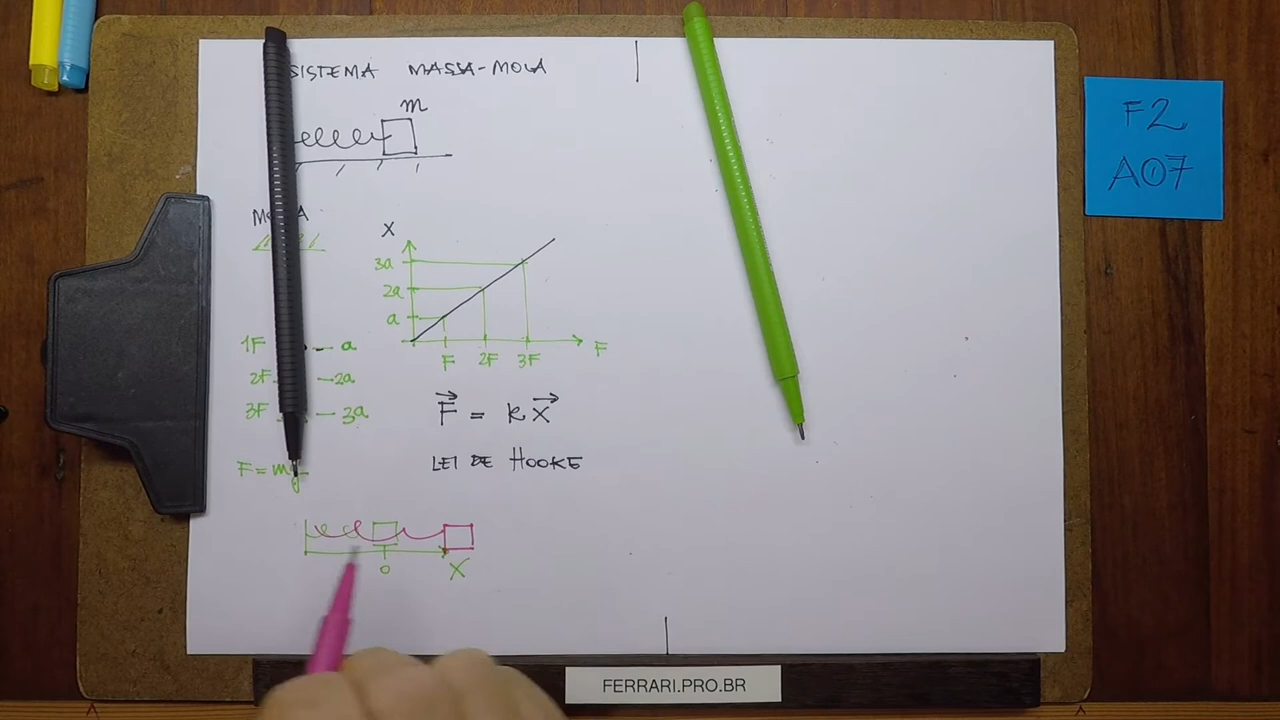 SISTEMA MASSA-MOLA
m
X
3a
2a
a
F 2F 3F F
1F — a
2F — 2a
3F — 3a
F = k X
LEI DE HOOKE
F = mg
0 X
F2
A07
FERRARI.PRO.BR